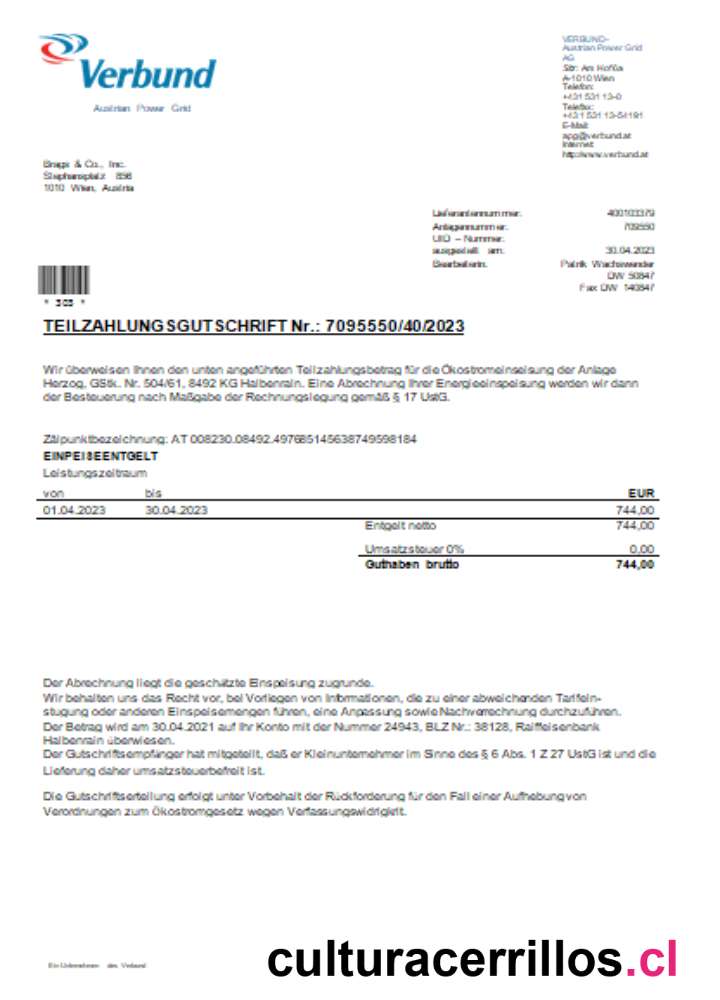 Verbund
Austrian Power Grid
VERBUND-
Austrian Power Grid
AG
Sitz: Am Hof 6a
A-1010 Wien
Telefon:
+431 531 13-0
Telefax:
+431 531 13-54191
E-Mail:
apg@verbund.at
Internet:
http://www.verbund.at
Bragx & Co., Inc.
Stephansplatz 856
1010 Wien, Austria
Lieferantennummer: 400103379
Anlagennummer: 709550
UID – Nummer:
ausgestellt am: 30.04.2023
Bearbeiterin: Patrik Wachswender
DW 50847
Fax DW 140847
* 303 *
TEILZAHLUNGSGUTSCHRIFT Nr.: 7095550/40/2023
Wir überweisen Ihnen den unten angeführten Teilzahlungsbetrag für die Ökostromeinseisung der Anlage
Herzog, GStk. Nr. 504/61, 8492 KG Halbenrain. Eine Abrechnung Ihrer Energieeinspeisung werden wir dann
der Besteuerung nach Maßgabe der Rechnungslegung gemäß § 17 UstG.
Zälpunktbezeichnung: AT 008230.08492.497685145638749598184
EINPEISEENTGELT
Leistungszeitraum
von bis EUR
01.04.2023 30.04.2023 744,00
Entgelt netto 744,00
Umsatzsteuer 0% 0,00
Guthaben brutto 744,00
Der Abrechnung liegt die geschätzte Einspeisung zugrunde.
Wir behalten uns das Recht vor, bei Vorliegen von Informationen, die zu einer abweichenden Tarifein-
stugung oder anderen Einspeisemengen führen, eine Anpassung sowie Nachverrechnung durchzuführen.
Der Betrag wird am 30.04.2021 auf Ihr Konto mit der Nummer 24943, BLZ Nr.: 38128, Raiffeisenbank
Halbenrain überwiesen.
Der Gutschriftsempfänger hat mitgeteilt, daß er Kleinunternehmer im Sinne des § 6 Abs. 1 Z 27 UstG ist und die
Lieferung daher umsatzsteuerbefreit ist.
Die Gutschriftserteilung erfolgt unter Vorbehalt der Rückforderung für den Fall einer Aufhebung von
Verordnungen zum Ökostromgesetz wegen Verfassungswidrigkeit.
Ein Unternehmen des Verbund
culturacerrillos.cl